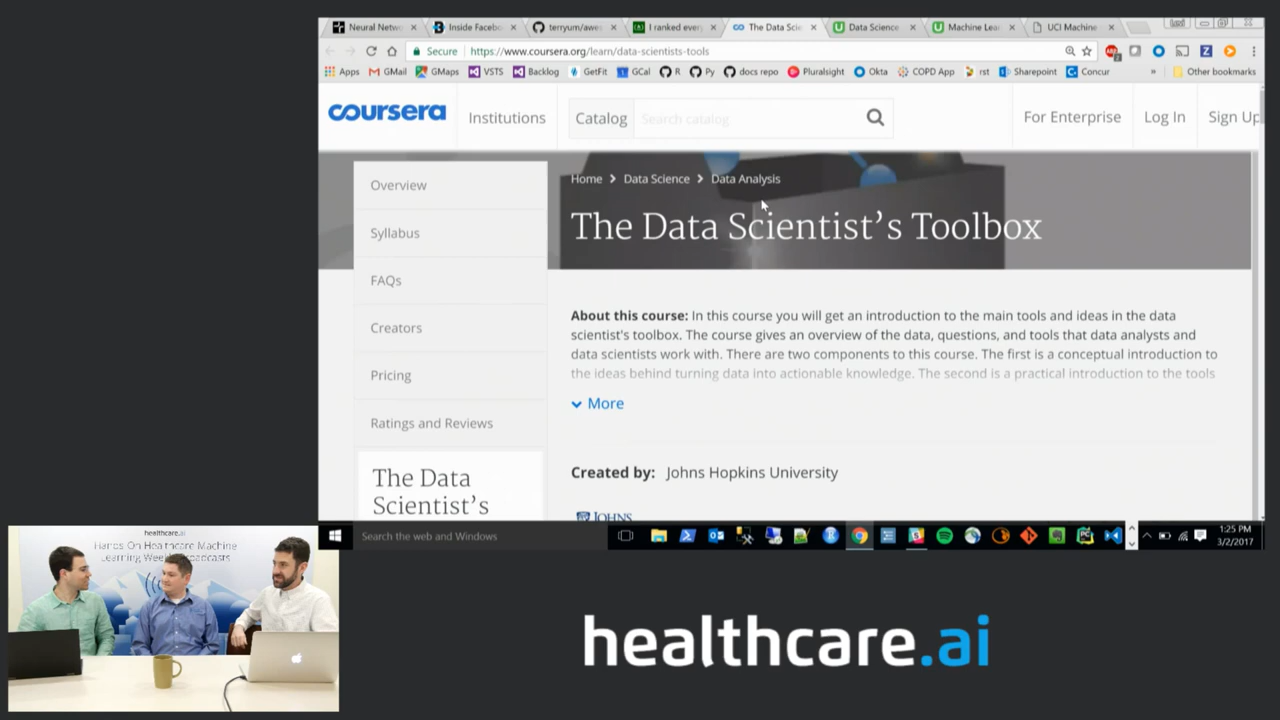 Neural Netwo
Inside Facebo
terryum/awes
I ranked every
The Data Scie
Data Science
Machine Lea
UCI Machine
Secure
https://www.coursera.org/learn/data-scientists-tools
Apps
GMail
GMaps
VSTS
Backlog
GetFit
GCal
R
Py
docs repo
Pluralsight
Okta
COPD App
rst
Sharepoint
Concur
»
Other bookmarks
coursera
Institutions
Catalog
Search catalog
For Enterprise
Log In
Sign Up
Overview
Syllabus
FAQs
Creators
Pricing
Ratings and Reviews
The Data
Scientist's
Home > Data Science > Data Analysis
The Data Scientist's Toolbox
About this course: In this course you will get an introduction to the main tools and ideas in the data
scientist's toolbox. The course gives an overview of the data, questions, and tools that data analysts and
data scientists work with. There are two components to this course. The first is a conceptual introduction to
the ideas behind turning data into actionable knowledge. The second is a practical introduction to the tools
More
Created by: Johns Hopkins University
JOHNS
Search the web and Windows
1:25 PM
3/2/2017
healthcare.ai
Hands On Healthcare Machine
Learning Weekly Broadcasts
healthcare.ai